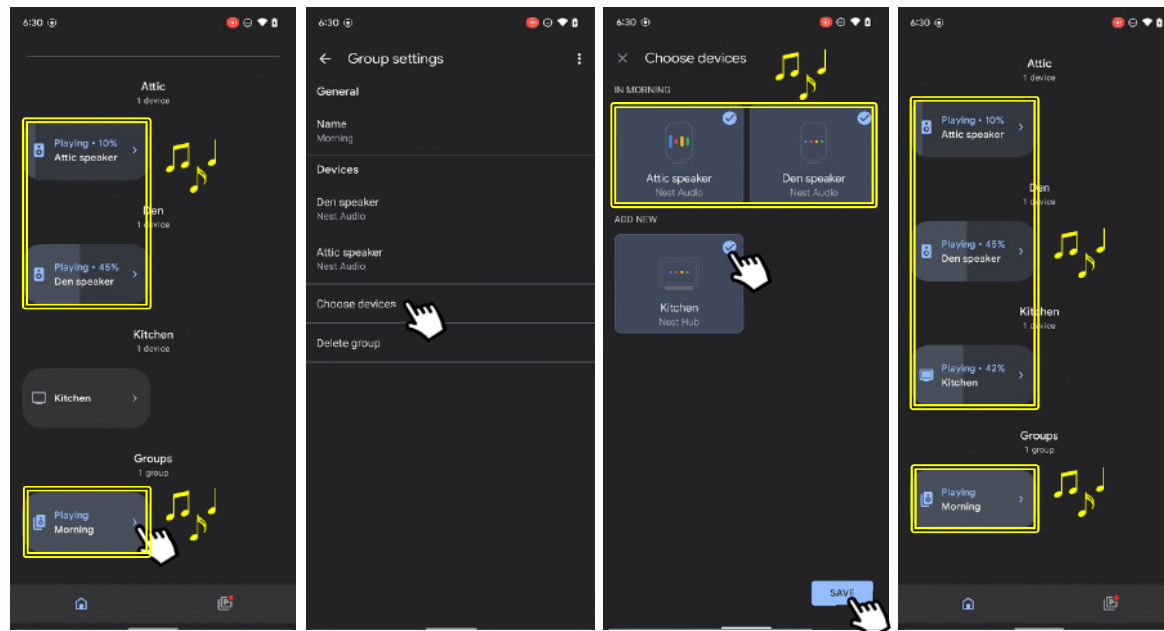 6:30
Attic
1 device
Playing • 10%
Attic speaker
Den
1 device
Playing • 45%
Den speaker
Kitchen
1 device
Kitchen
Groups
1 group
Playing
Morning
6:30
Group settings
General
Name
Morning
Devices
Den speaker
Nest Audio
Attic speaker
Nest Audio
Choose devices
Delete group
6:30
Choose devices
IN MORNING
Attic speaker
Nest Audio
Den speaker
Nest Audio
ADD NEW
Kitchen
Nest Hub
SAVE
6:30
Attic
1 device
Playing • 10%
Attic speaker
Den
1 device
Playing • 45%
Den speaker
Kitchen
1 device
Playing • 42%
Kitchen
Groups
1 group
Playing
Morning